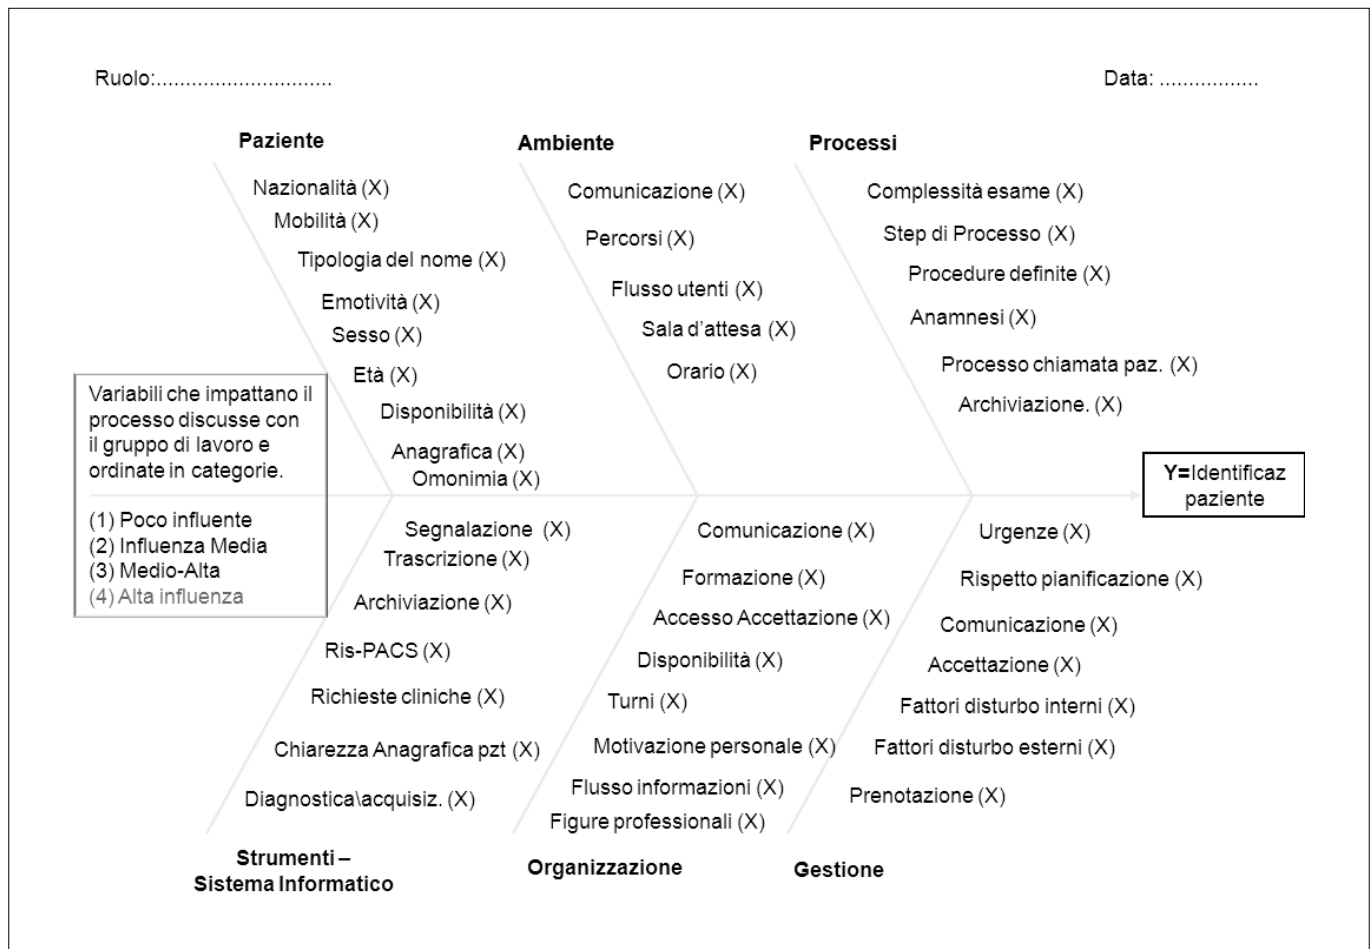 Ruolo:..............................
Data: .................
Paziente
Nazionalità (X)
Mobilità (X)
Tipologia del nome (X)
Emotività (X)
Sesso (X)
Età (X)
Disponibilità (X)
Anagrafica (X)
Omonimia (X)
Ambiente
Comunicazione (X)
Percorsi (X)
Flusso utenti (X)
Sala d’attesa (X)
Orario (X)
Processi
Complessità esame (X)
Step di Processo (X)
Procedure definite (X)
Anamnesi (X)
Processo chiamata paz. (X)
Archiviazione. (X)
Variabili che impattano il
processo discusse con
il gruppo di lavoro e
ordinate in categorie.
(1) Poco influente
(2) Influenza Media
(3) Medio-Alta
(4) Alta influenza
Y=Identificaz
paziente
Segnalazione (X)
Trascrizione (X)
Archiviazione (X)
Ris-PACS (X)
Richieste cliniche (X)
Chiarezza Anagrafica pzt (X)
Diagnostica\acquisiz. (X)
Strumenti –
Sistema Informatico
Comunicazione (X)
Formazione (X)
Accesso Accettazione (X)
Disponibilità (X)
Turni (X)
Motivazione personale (X)
Flusso informazioni (X)
Figure professionali (X)
Organizzazione
Urgenze (X)
Rispetto pianificazione (X)
Comunicazione (X)
Accettazione (X)
Fattori disturbo interni (X)
Fattori disturbo esterni (X)
Prenotazione (X)
Gestione